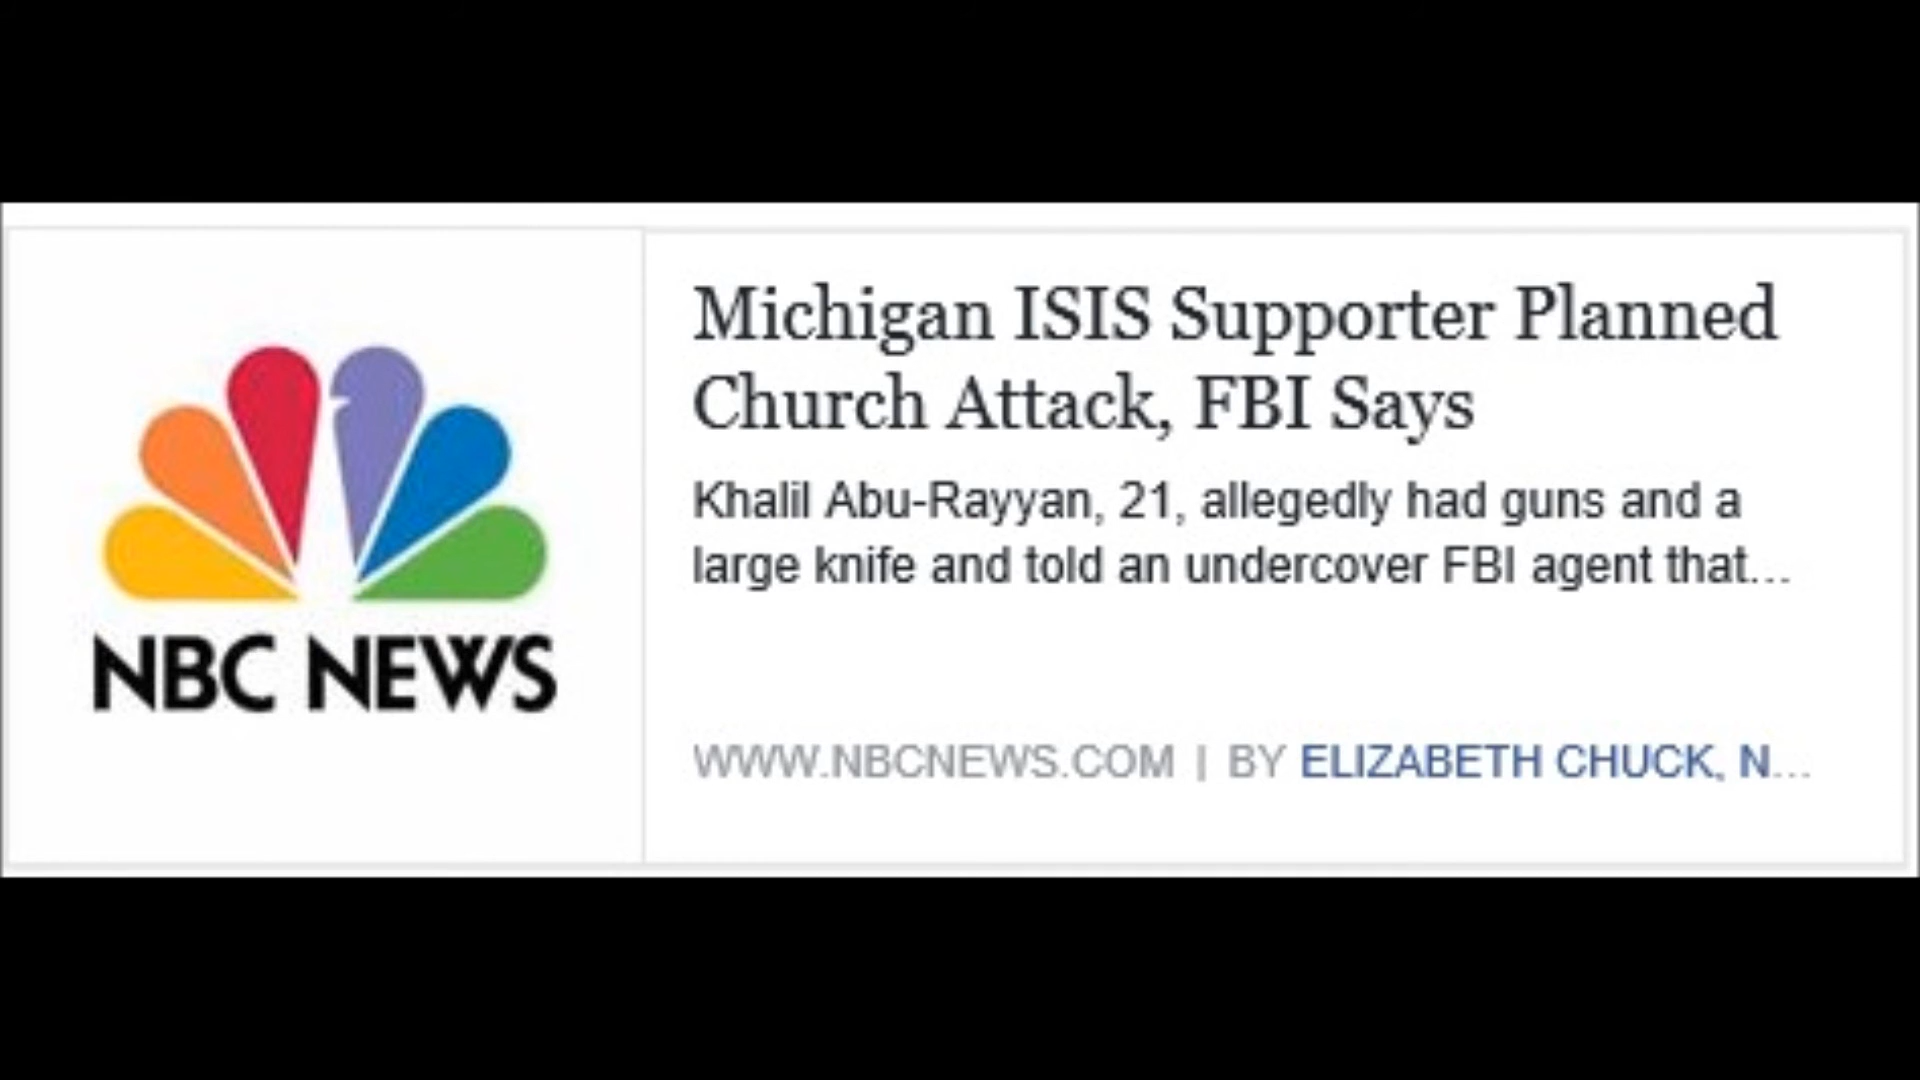 NBC NEWS
Michigan ISIS Supporter Planned
Church Attack, FBI Says
Khalil Abu-Rayyan, 21, allegedly had guns and a
large knife and told an undercover FBI agent that...
WWW.NBCNEWS.COM | BY ELIZABETH CHUCK, N...